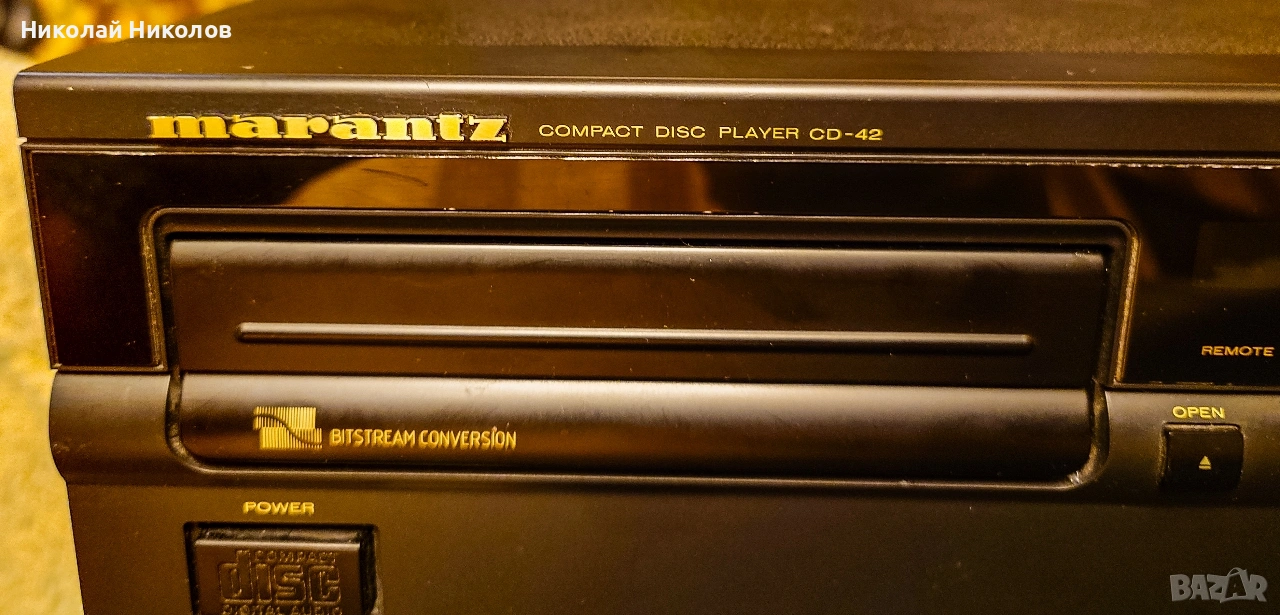 Николай Николов
marantz COMPACT DISC PLAYER CD-42
REMOTE
OPEN
BITSTREAM CONVERSION
POWER
COMPACT
disc
DIGITAL AUDIO
BAZAR